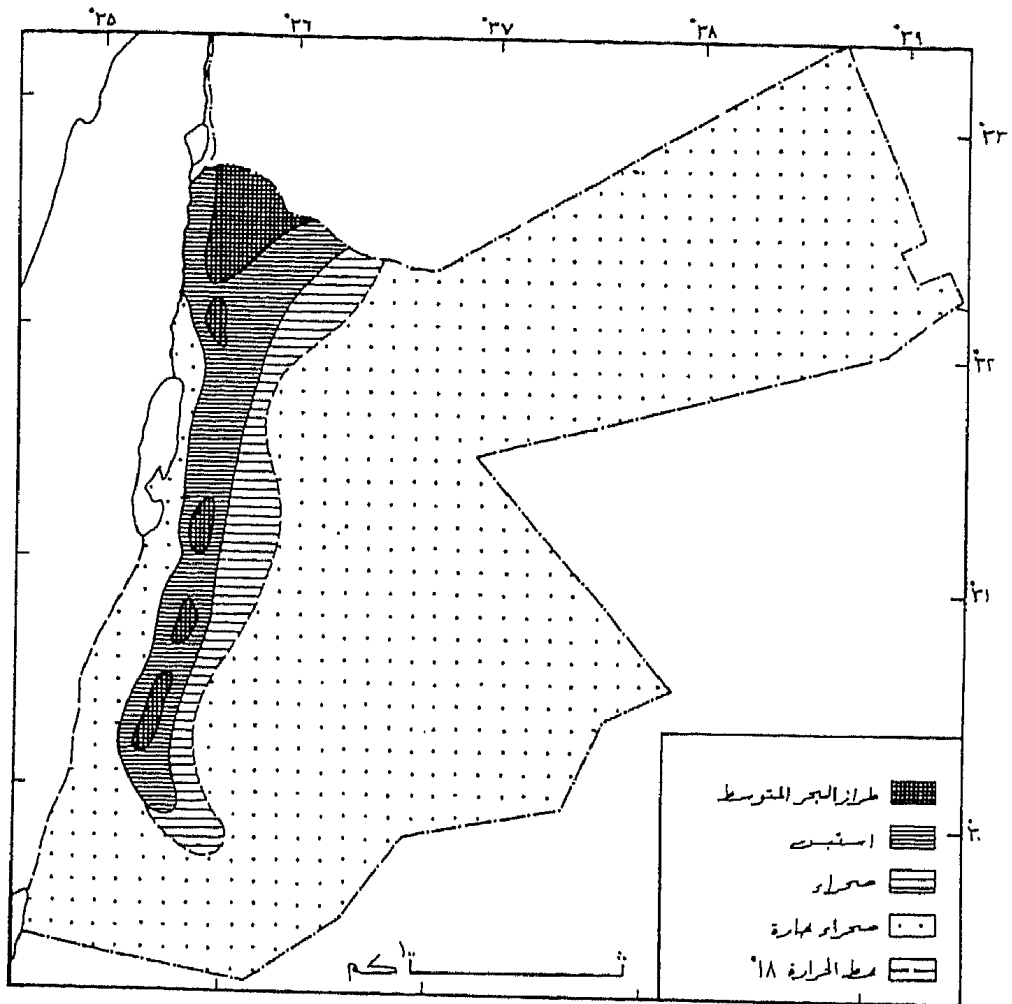 °٣٥ °٣٦ °٣٧ °٣٨ °٣٩
°٣٣
°٣٢
°٣١
°٣٠
طراز البحر المتوسط
استبس
صحراء
صحراء حارة
خط الحرارة ١٨°
كم